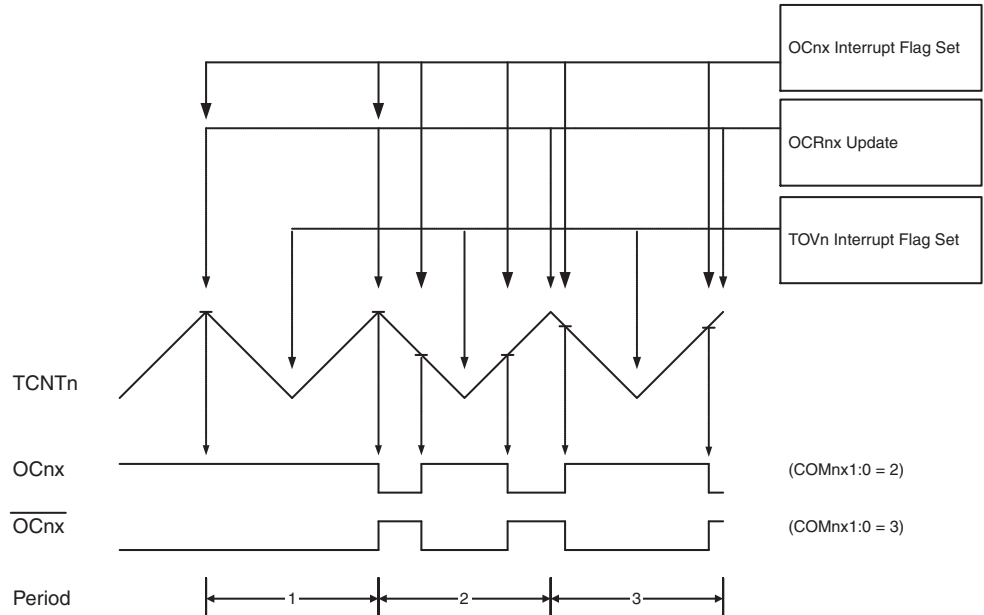 OCnx Interrupt Flag Set
OCRnx Update
TOVn Interrupt Flag Set
TCNTn
OCnx (COMnx1:0 = 2)
OCnx (COMnx1:0 = 3)
Period 1 2 3